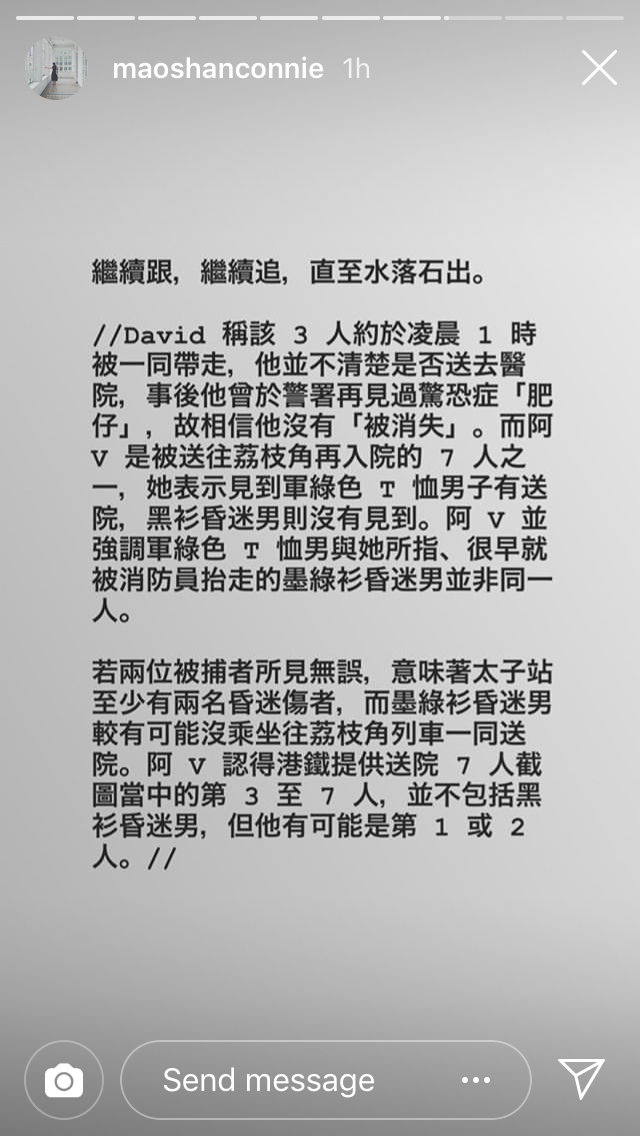 maoshanconnie 1h
繼續跟，繼續追，直至水落石出。
//David 稱該 3 人約於凌晨 1 時
被一同帶走，他並不清楚是否送去醫
院，事後他曾於警署再見過驚恐症「肥
仔」，故相信他沒有「被消失」。而阿
V 是被送往荔枝角再入院的 7 人之
一，她表示見到軍綠色 T 恤男子有送
院，黑衫昏迷男則沒有見到。阿 V 並
強調軍綠色 T 恤男與她所指、很早就
被消防員抬走的墨綠衫昏迷男並非同一
人。
若兩位被捕者所見無誤，意味著太子站
至少有兩名昏迷傷者，而墨綠衫昏迷男
較有可能沒乘坐往荔枝角列車一同送
院。阿 V 認得港鐵提供送院 7 人截
圖當中的第 3 至 7 人，並不包括黑
衫昏迷男，但他有可能是第 1 或 2
人。//
Send message